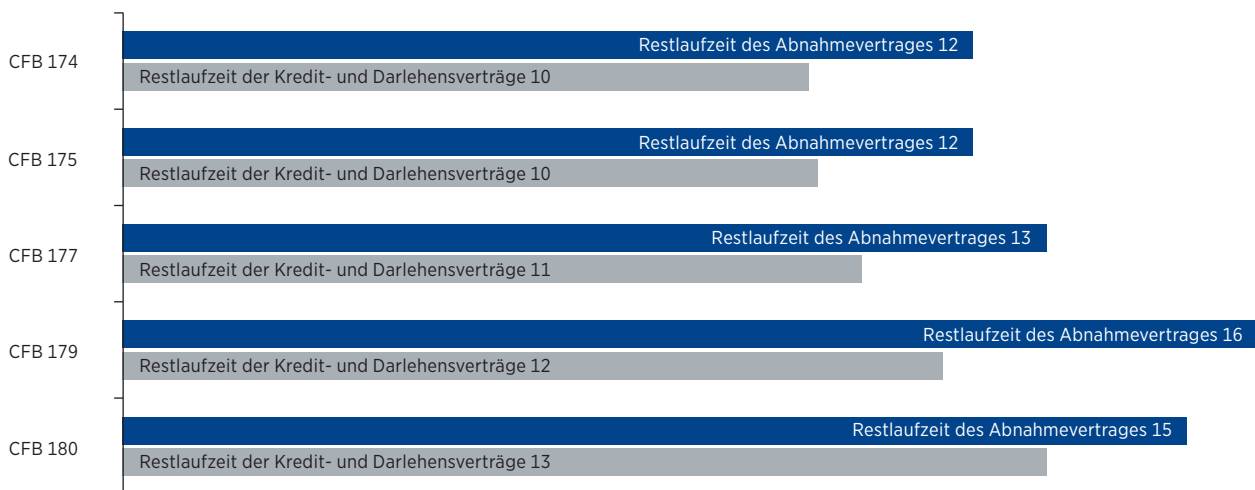 CFB 174
Restlaufzeit des Abnahmevertrages 12
Restlaufzeit der Kredit- und Darlehensverträge 10
CFB 175
Restlaufzeit des Abnahmevertrages 12
Restlaufzeit der Kredit- und Darlehensverträge 10
CFB 177
Restlaufzeit des Abnahmevertrages 13
Restlaufzeit der Kredit- und Darlehensverträge 11
CFB 179
Restlaufzeit des Abnahmevertrages 16
Restlaufzeit der Kredit- und Darlehensverträge 12
CFB 180
Restlaufzeit des Abnahmevertrages 15
Restlaufzeit der Kredit- und Darlehensverträge 13